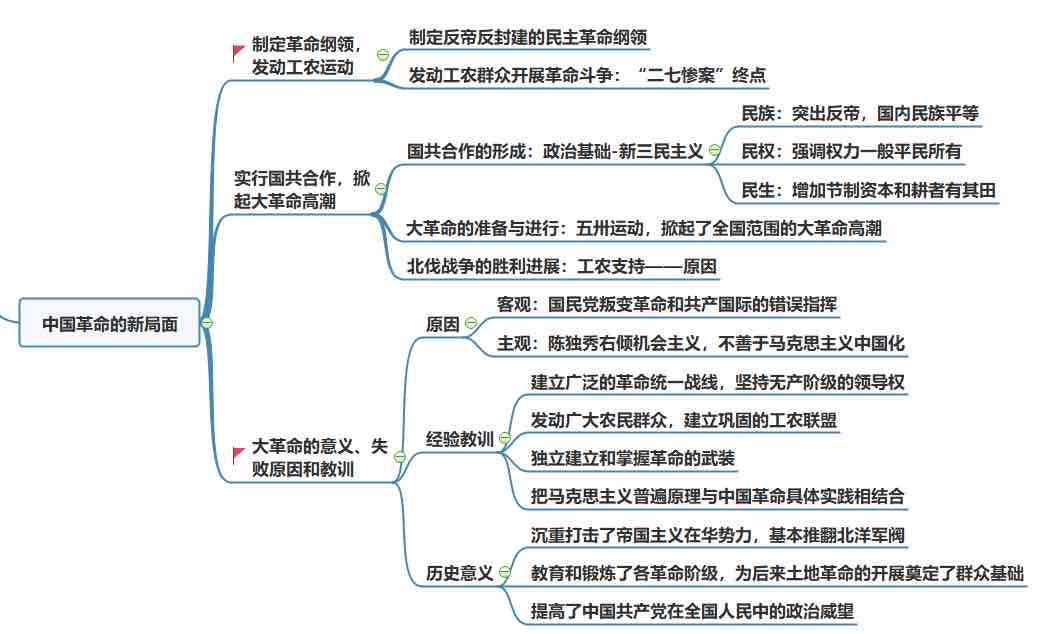 中国革命的新局面
制定革命纲领，
发动工农运动
制定反帝反封建的民主革命纲领
发动工农群众开展革命斗争：“二七惨案”终点
实行国共合作，掀
起大革命高潮
国共合作的形成：政治基础-新三民主义
民族：突出反帝，国内民族平等
民权：强调权力一般平民所有
民生：增加节制资本和耕者有其田
大革命的准备与进行：五卅运动，掀起了全国范围的大革命高潮
北伐战争的胜利进展：工农支持——原因
大革命的意义、失
败原因和教训
原因
客观：国民党叛变革命和共产国际的错误指挥
主观：陈独秀右倾机会主义，不善于马克思主义中国化
经验教训
建立广泛的革命统一战线，坚持无产阶级的领导权
发动广大农民群众，建立巩固的工农联盟
独立建立和掌握革命的武装
把马克思主义普遍原理与中国革命具体实践相结合
历史意义
沉重打击了帝国主义在华势力，基本推翻北洋军阀
教育和锻炼了各革命阶级，为后来土地革命的开展奠定了群众基础
提高了中国共产党在全国人民中的政治威望